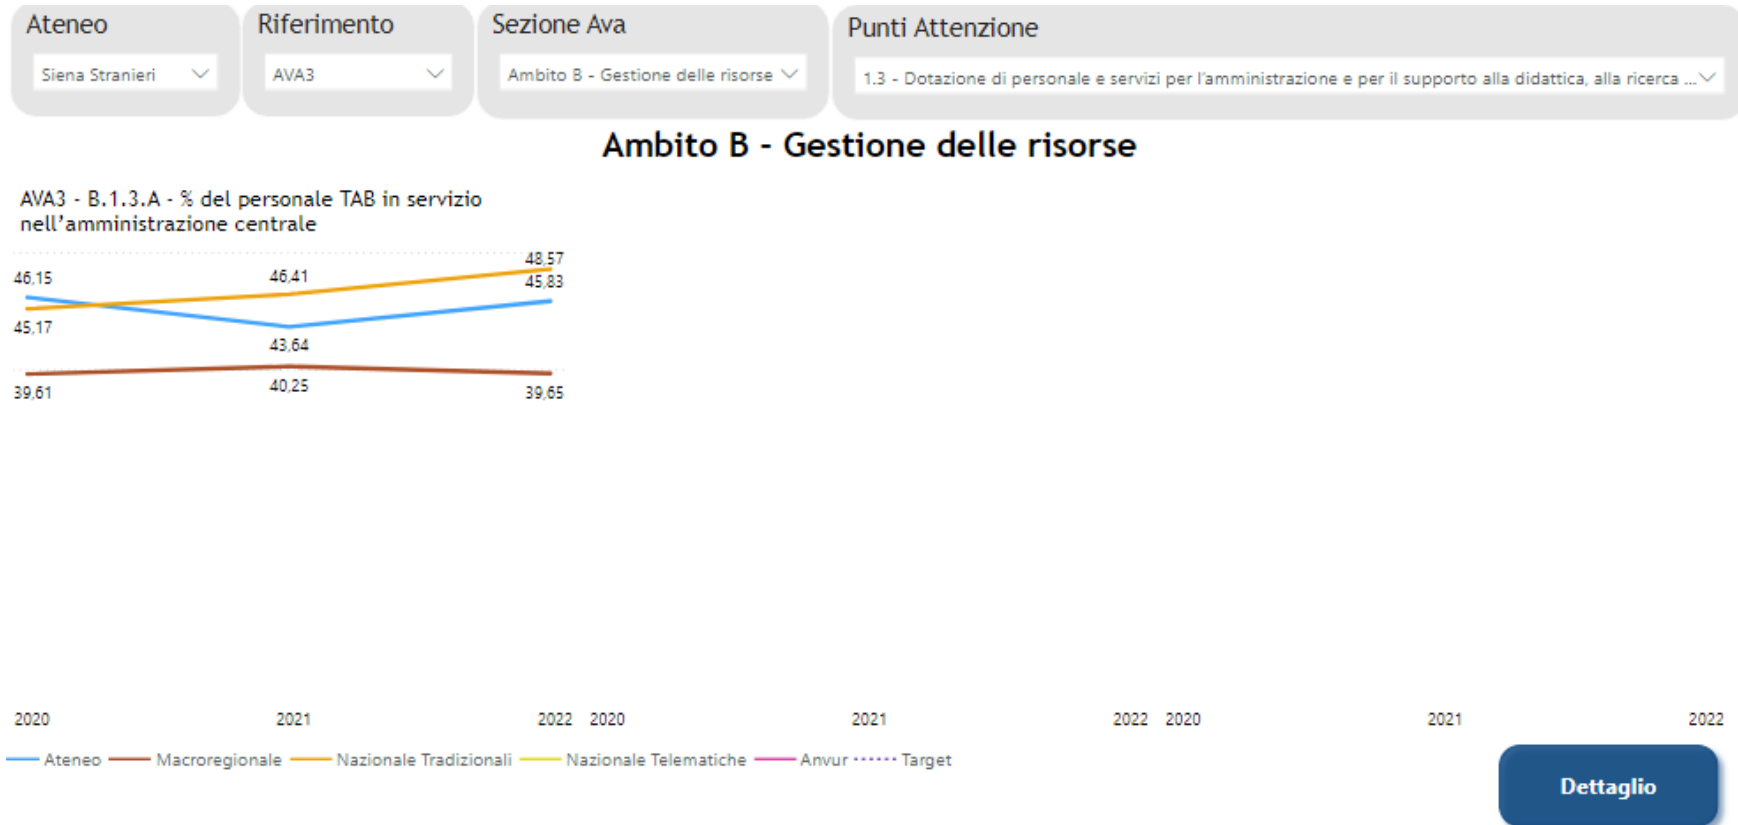 Ateneo
Siena Stranieri
Riferimento
AVA3
Sezione Ava
Ambito B - Gestione delle risorse
Punti Attenzione
1.3 - Dotazione di personale e servizi per l'amministrazione e per il supporto alla didattica, alla ricerca ...
Ambito B - Gestione delle risorse
AVA3 - B.1.3.A - % del personale TAB in servizio
nell'amministrazione centrale
46,15 46,41 48,57
45,83
45,17
43,64
39,61 40,25 39,65
2020 2021 2022 2020 2021 2022 2020 2021 2022
Ateneo Macroregionale Nazionale Tradizionali Nazionale Telematiche Anvur Target
Dettaglio